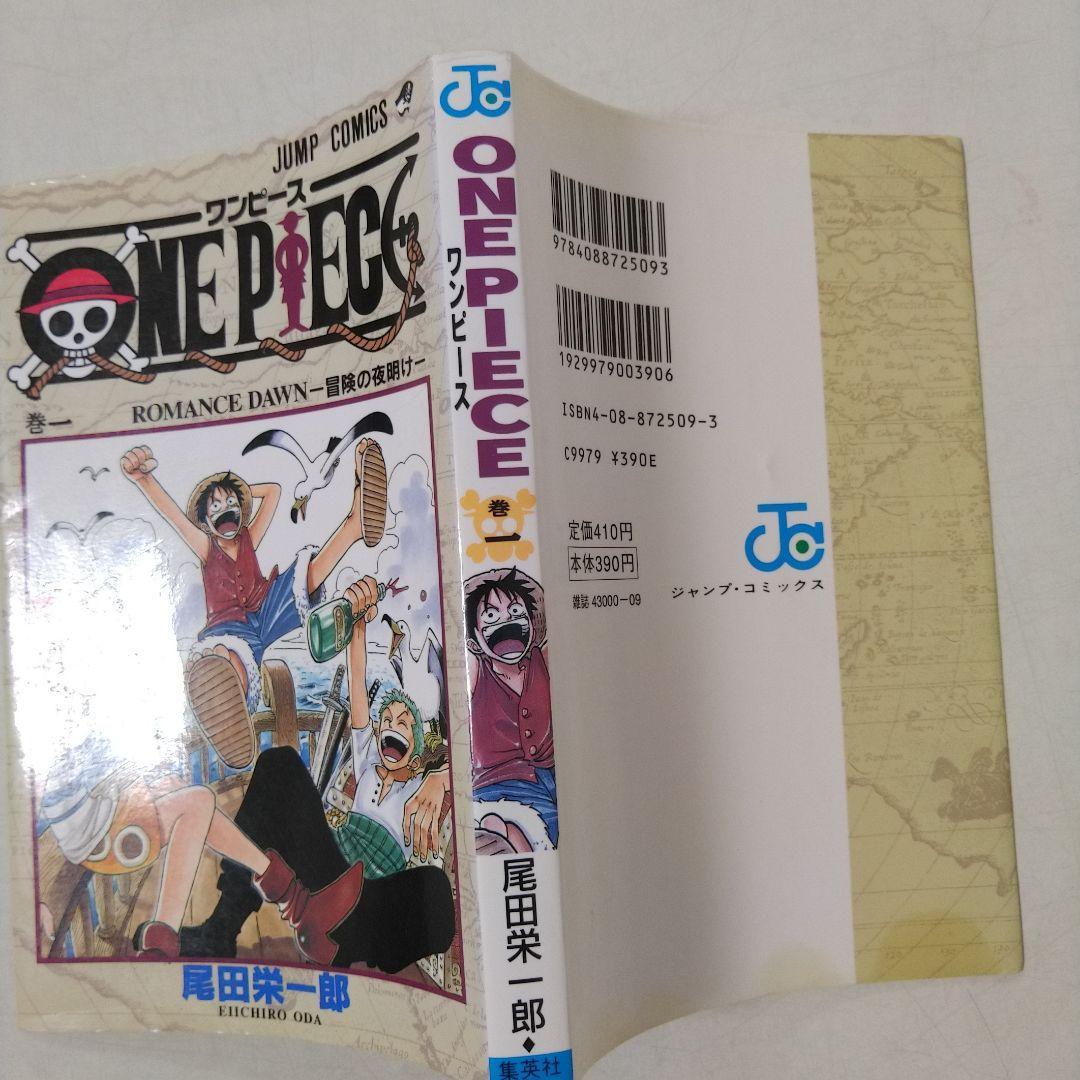 JUMP COMICS
ワンピース
ONE PIECE
巻一
ROMANCE DAWN―冒険の夜明け―
尾田栄一郎
EIICHIRO ODA
Archipelago
JC
ONE PIECE
ワンピース
巻一
尾田栄一郎◆
集英社
9784088725093
1929979003906
ISBN4-08-872509-3
C9979 ¥390E
定価410円
本体390円
雑誌 43000-09
JC
ジャンプ・コミックス